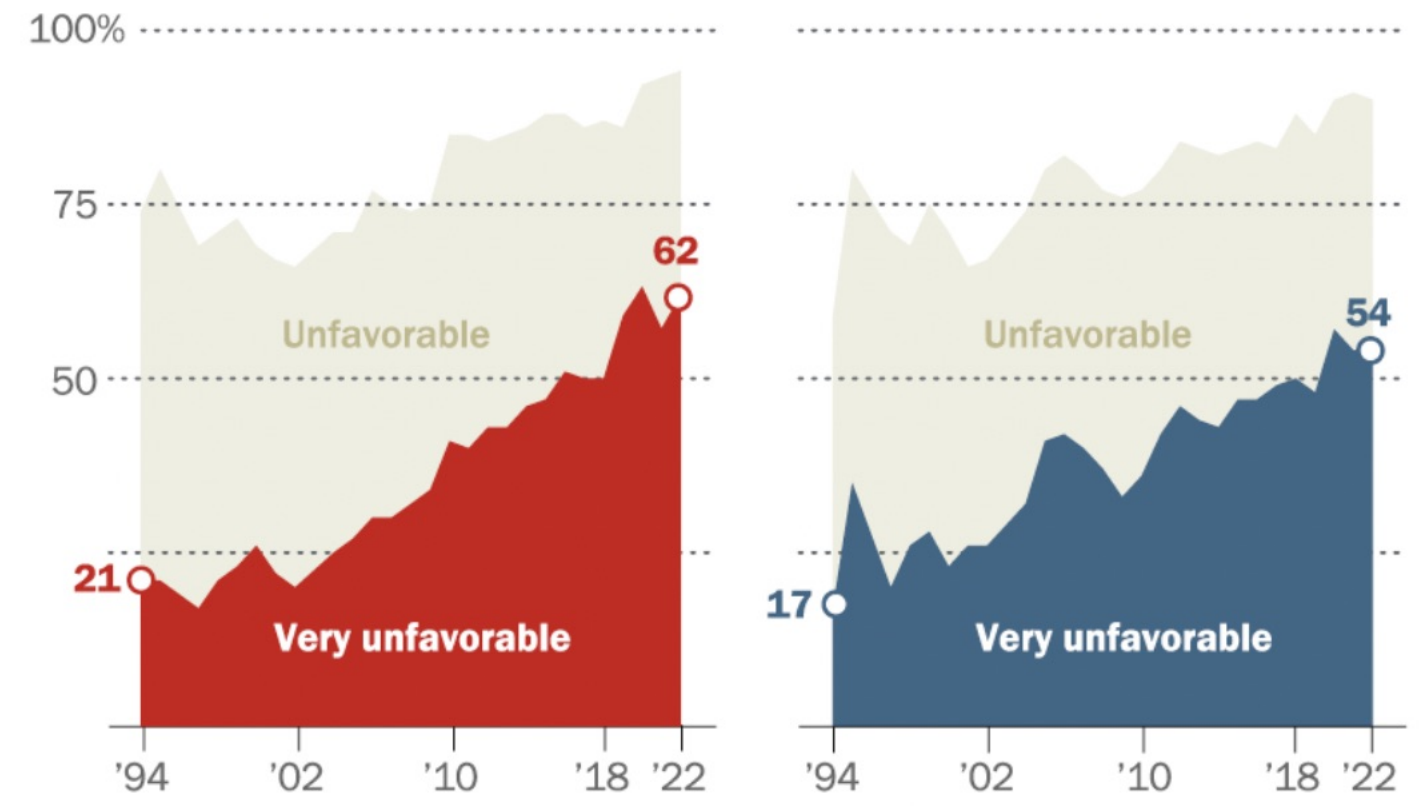 100%
75
62
54
Unfavorable
Unfavorable
50
21
17
Very unfavorable
Very unfavorable
’94 ’02 ’10 ’18 ’22
’94 ’02 ’10 ’18 ’22